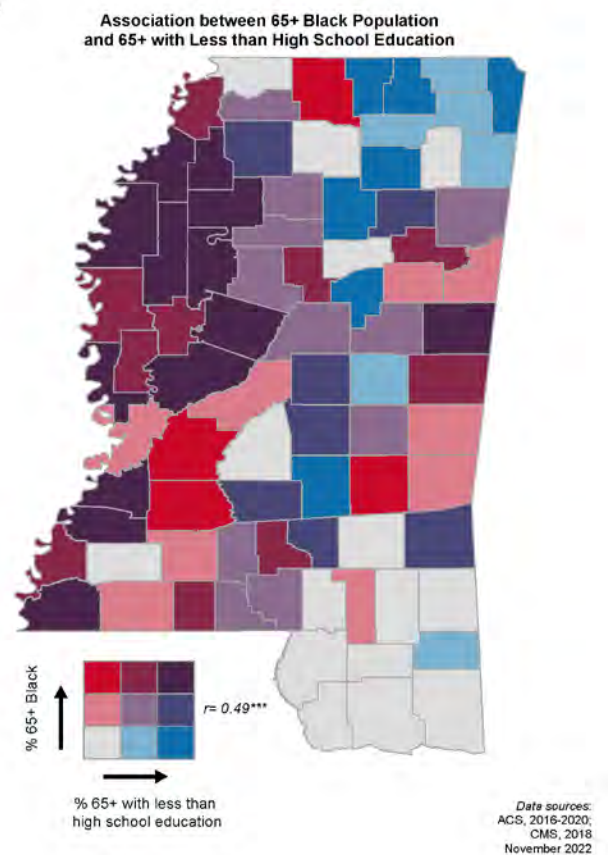 Association between 65+ Black Population
and 65+ with Less than High School Education
% 65+ Black
r= 0.49***
% 65+ with less than
high school education
Data sources:
ACS, 2016-2020;
CMS, 2018
November 2022